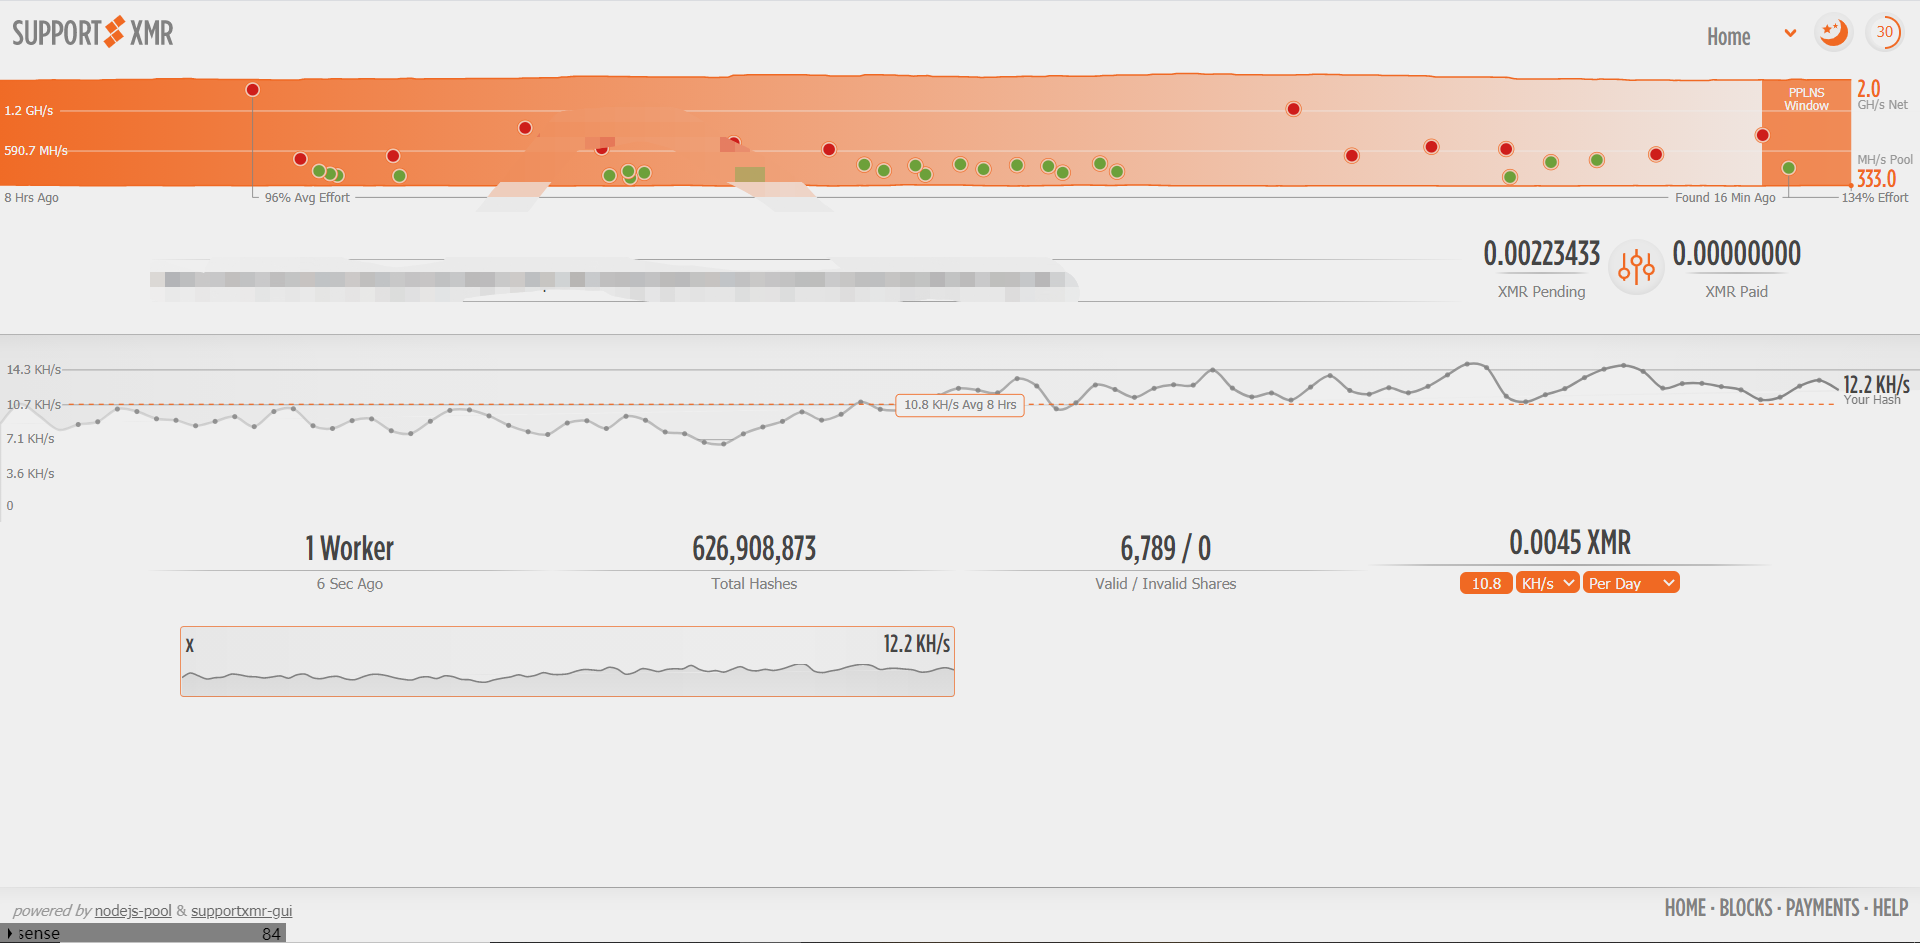 SUPPORT XMR
Home
30
1.2 GH/s
590.7 MH/s
PPLNS
Window
2.0
GH/s Net
MH/s Pool
333.0
8 Hrs Ago
96% Avg Effort
Found 16 Min Ago
134% Effort
0.00223433
XMR Pending
0.00000000
XMR Paid
14.3 KH/s
10.7 KH/s
7.1 KH/s
3.6 KH/s
0
10.8 KH/s Avg 8 Hrs
12.2 KH/s
Your Hash
1 Worker
6 Sec Ago
626,908,873
Total Hashes
6,789 / 0
Valid / Invalid Shares
0.0045 XMR
10.8 KH/s Per Day
X 12.2 KH/s
powered by nodejs-pool & supportxmr-gui
HOME · BLOCKS · PAYMENTS · HELP
sense 84